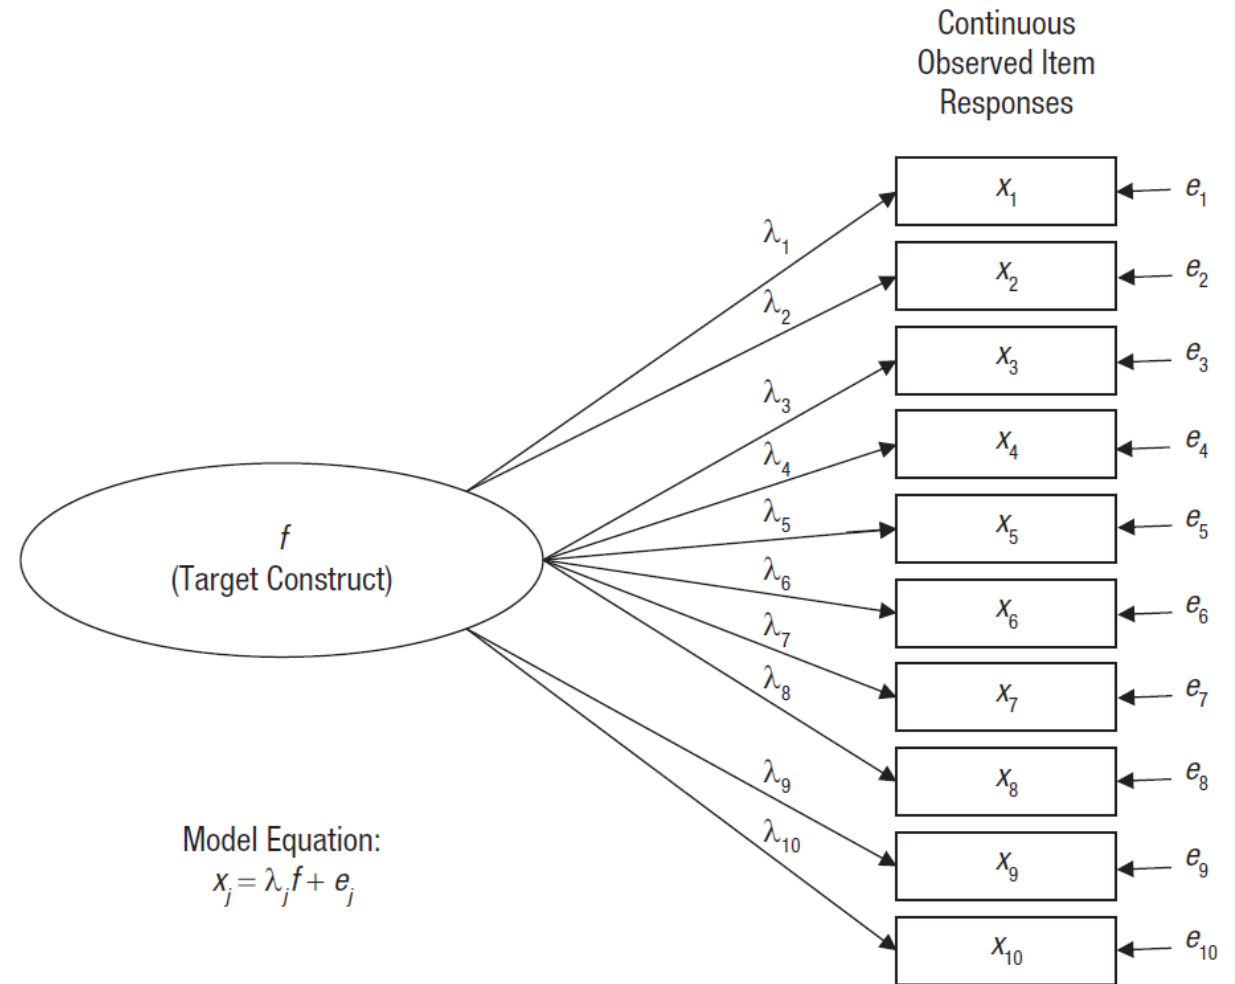 Continuous
Observed Item
Responses
x₁
e₁
λ₁
x₂
e₂
λ₂
x₃
e₃
λ₃
x₄
e₄
λ₄
x₅
e₅
λ₅
f
(Target Construct)
x₆
e₆
λ₆
x₇
e₇
λ₇
x₈
e₈
λ₈
x₉
e₉
λ₉
x₁₀
e₁₀
λ₁₀
Model Equation:
xⱼ = λⱼf + eⱼ